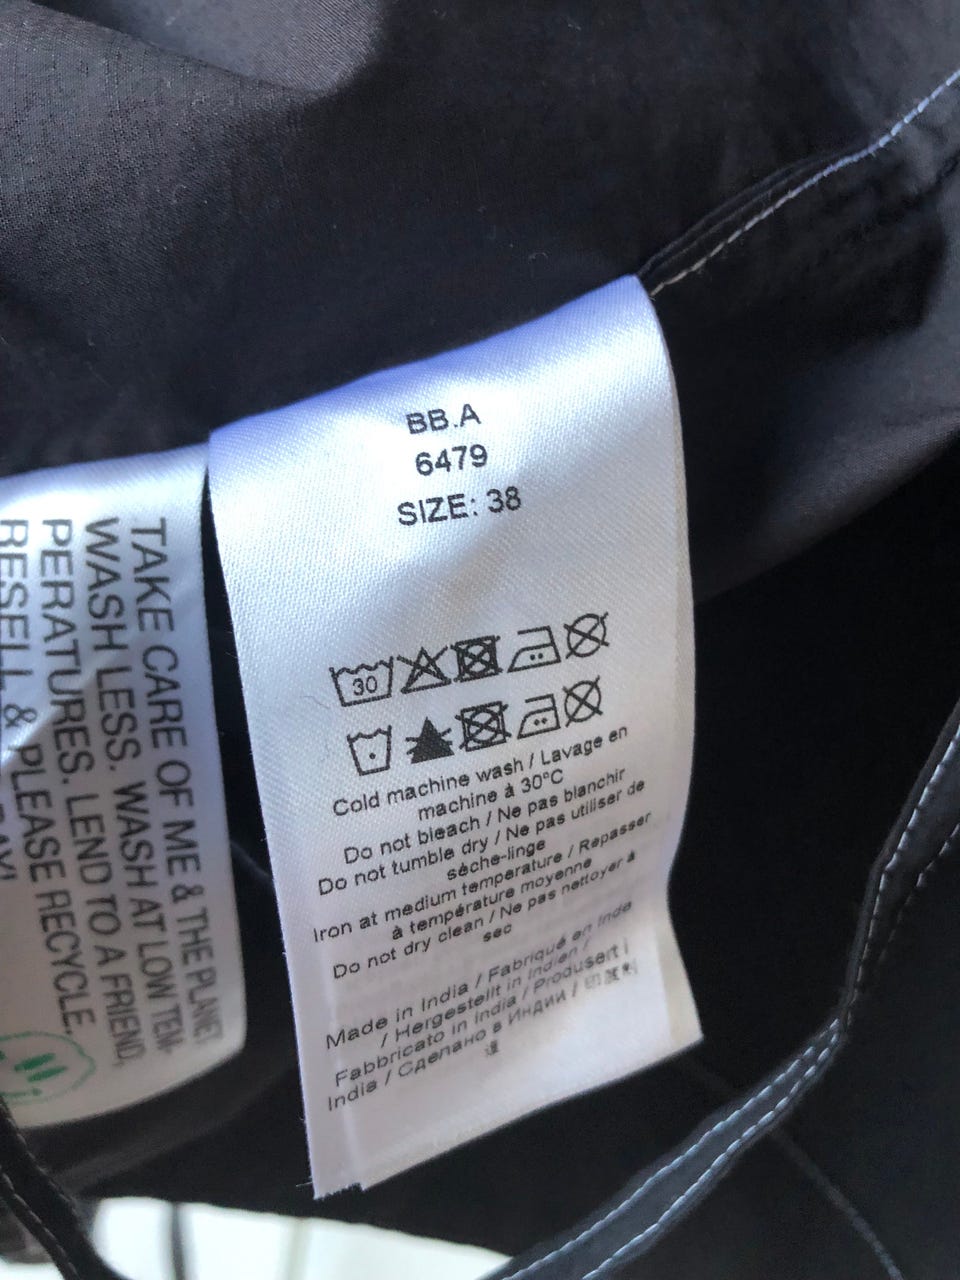 BB.A
6479
SIZE: 38
30
Cold machine wash / Lavage en
machine à 30°C
Do not bleach / Ne pas blanchir
Do not tumble dry / Ne pas utiliser de
sèche-linge
Iron at medium temperature / Repasser
à température moyenne
Do not dry clean / Ne pas nettoyer à
sec
Made in India / Fabriqué en Inde
/ Hergestellt in Indien /
Fabbricato in India / Produsert i
India / Сделано в Индии / 印度制
造
TAKE CARE OF ME & THE PLANET
WASH LESS. WASH AT LOW TEM-
PERATURES. LEND TO A FRIEND,
RESELL & PLEASE RECYCLE.